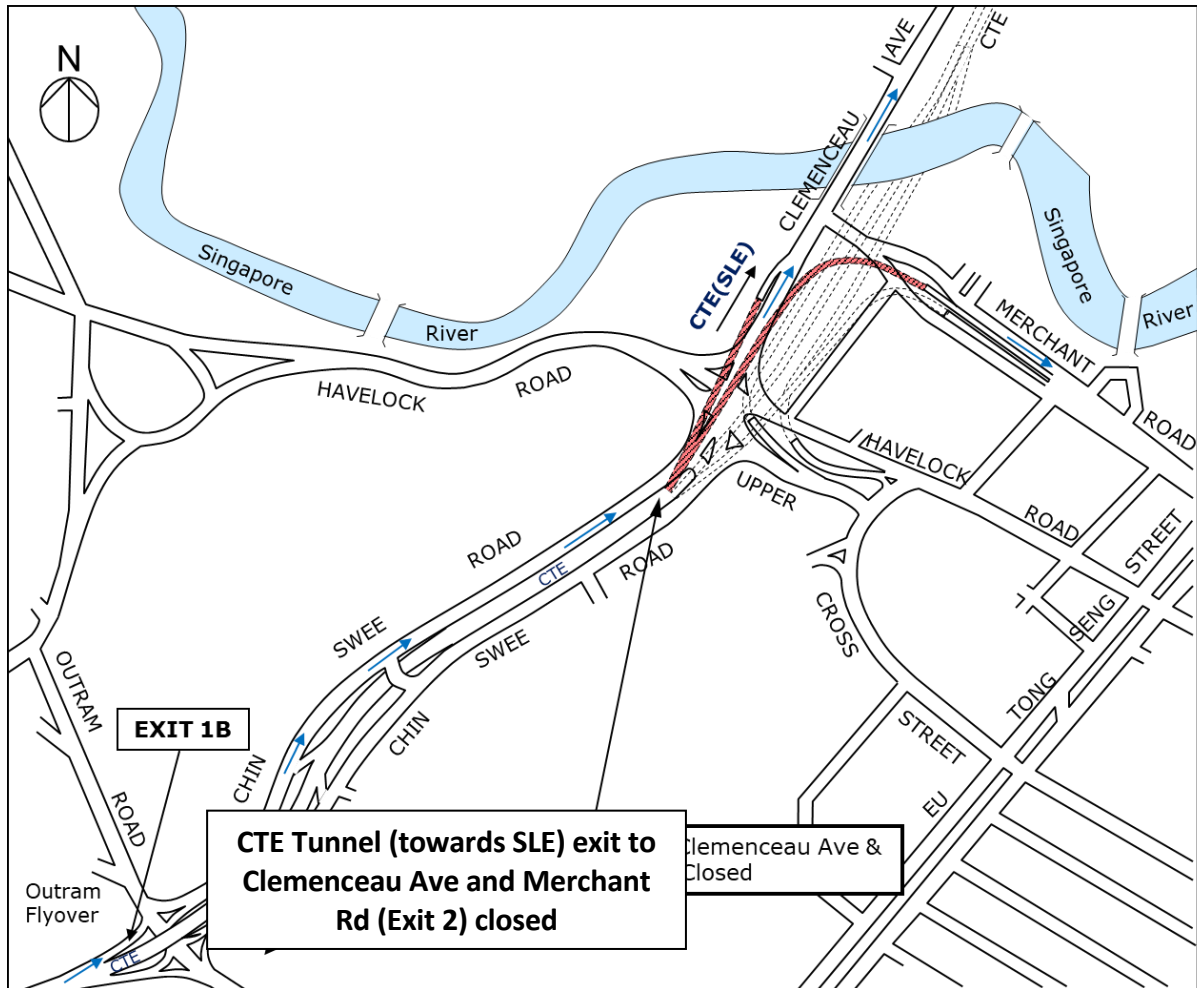 N
AVE
CTE
CLEMENCEAU
Singapore
River
CTE(SLE)
Singapore
River
MERCHANT
ROAD
HAVELOCK
ROAD
HAVELOCK
ROAD
UPPER
CROSS
STREET
STREET
SENG
TONG
EU
ROAD
CTE
ROAD
SWEE
SWEE
CHIN
CHIN
OUTRAM
ROAD
EXIT 1B
Outram
Flyover
CTE
CTE Tunnel (towards SLE) exit to
Clemenceau Ave and Merchant
Rd (Exit 2) closed
Clemenceau Ave &
Closed